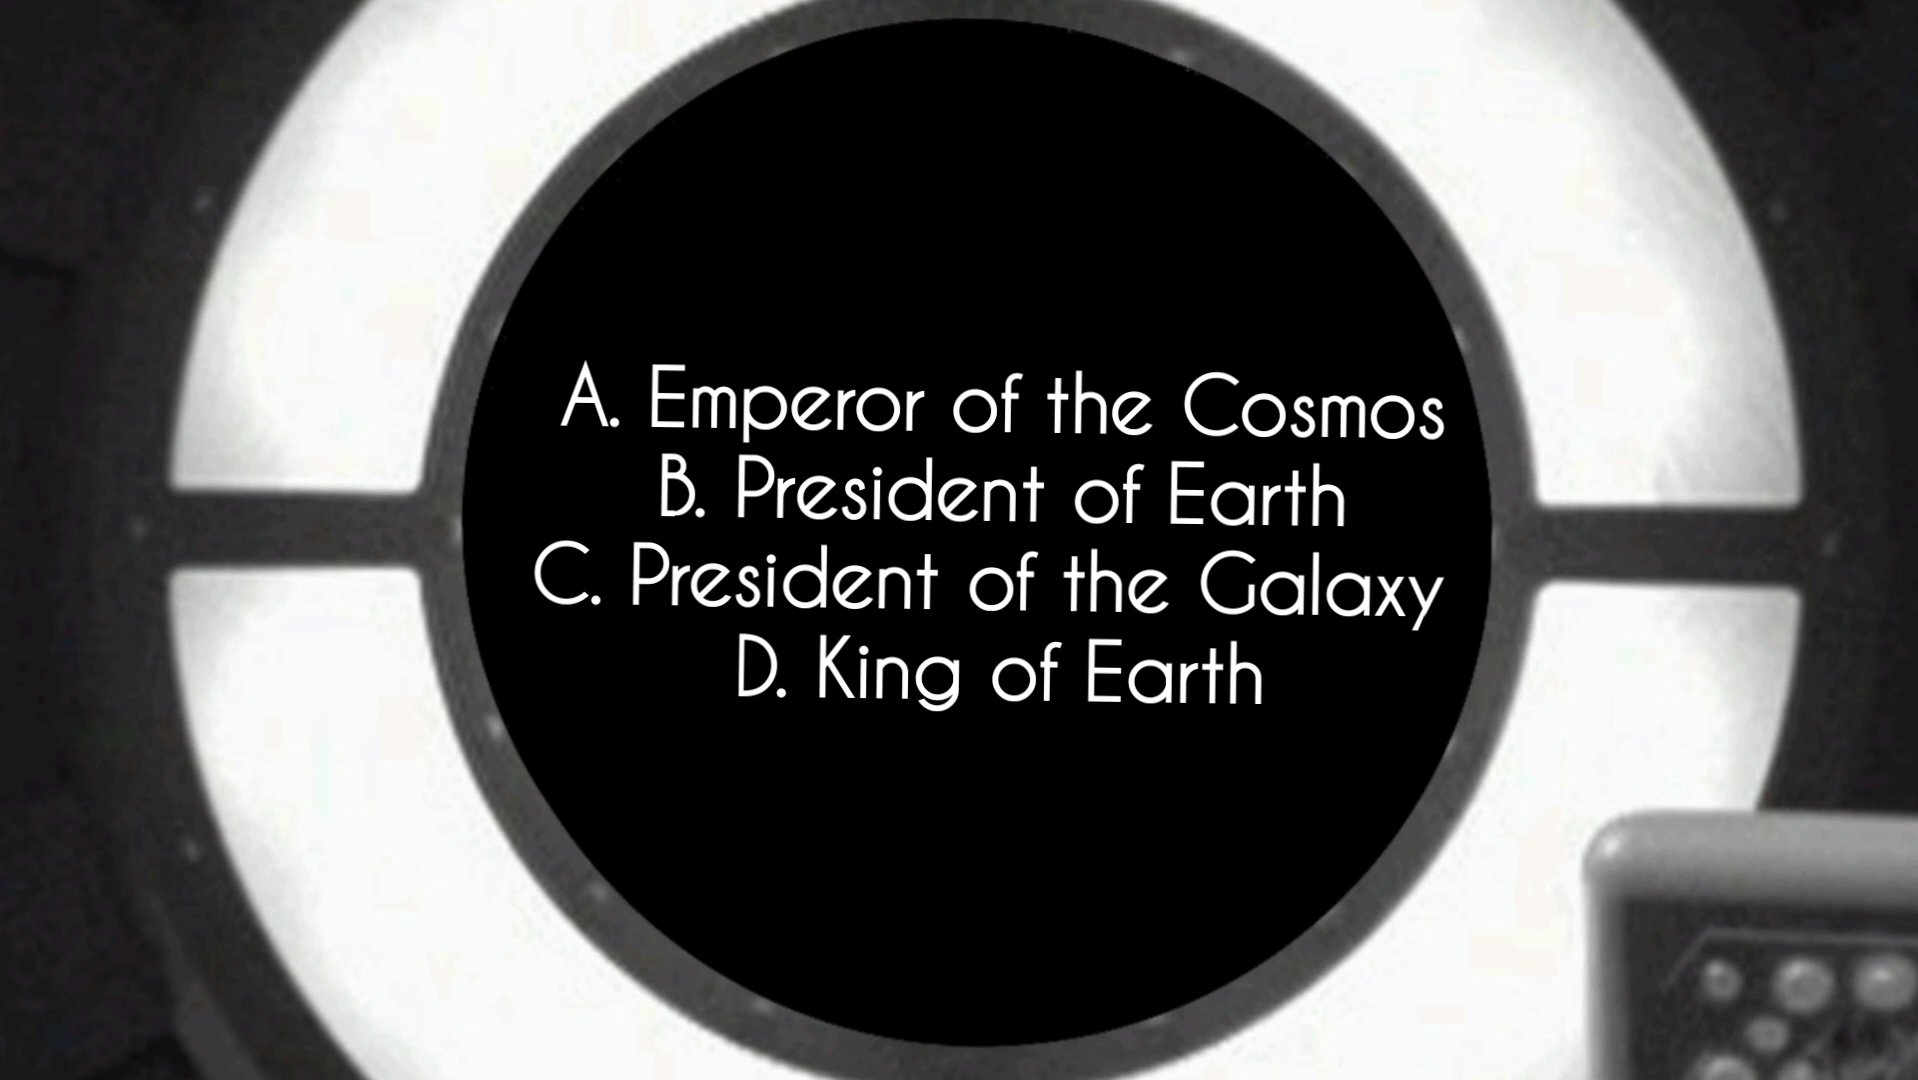 A. Emperor of the Cosmos
B. President of Earth
C. President of the Galaxy
D. King of Earth